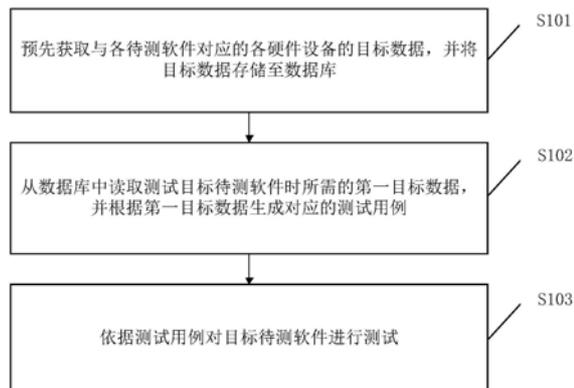 S101
预先获取与各待测软件对应的各硬件设备的目标数据，并将
目标数据存储至数据库
S102
从数据库中读取测试目标待测软件时所需的第一目标数据，
并根据第一目标数据生成对应的测试用例
S103
依据测试用例对目标待测软件进行测试